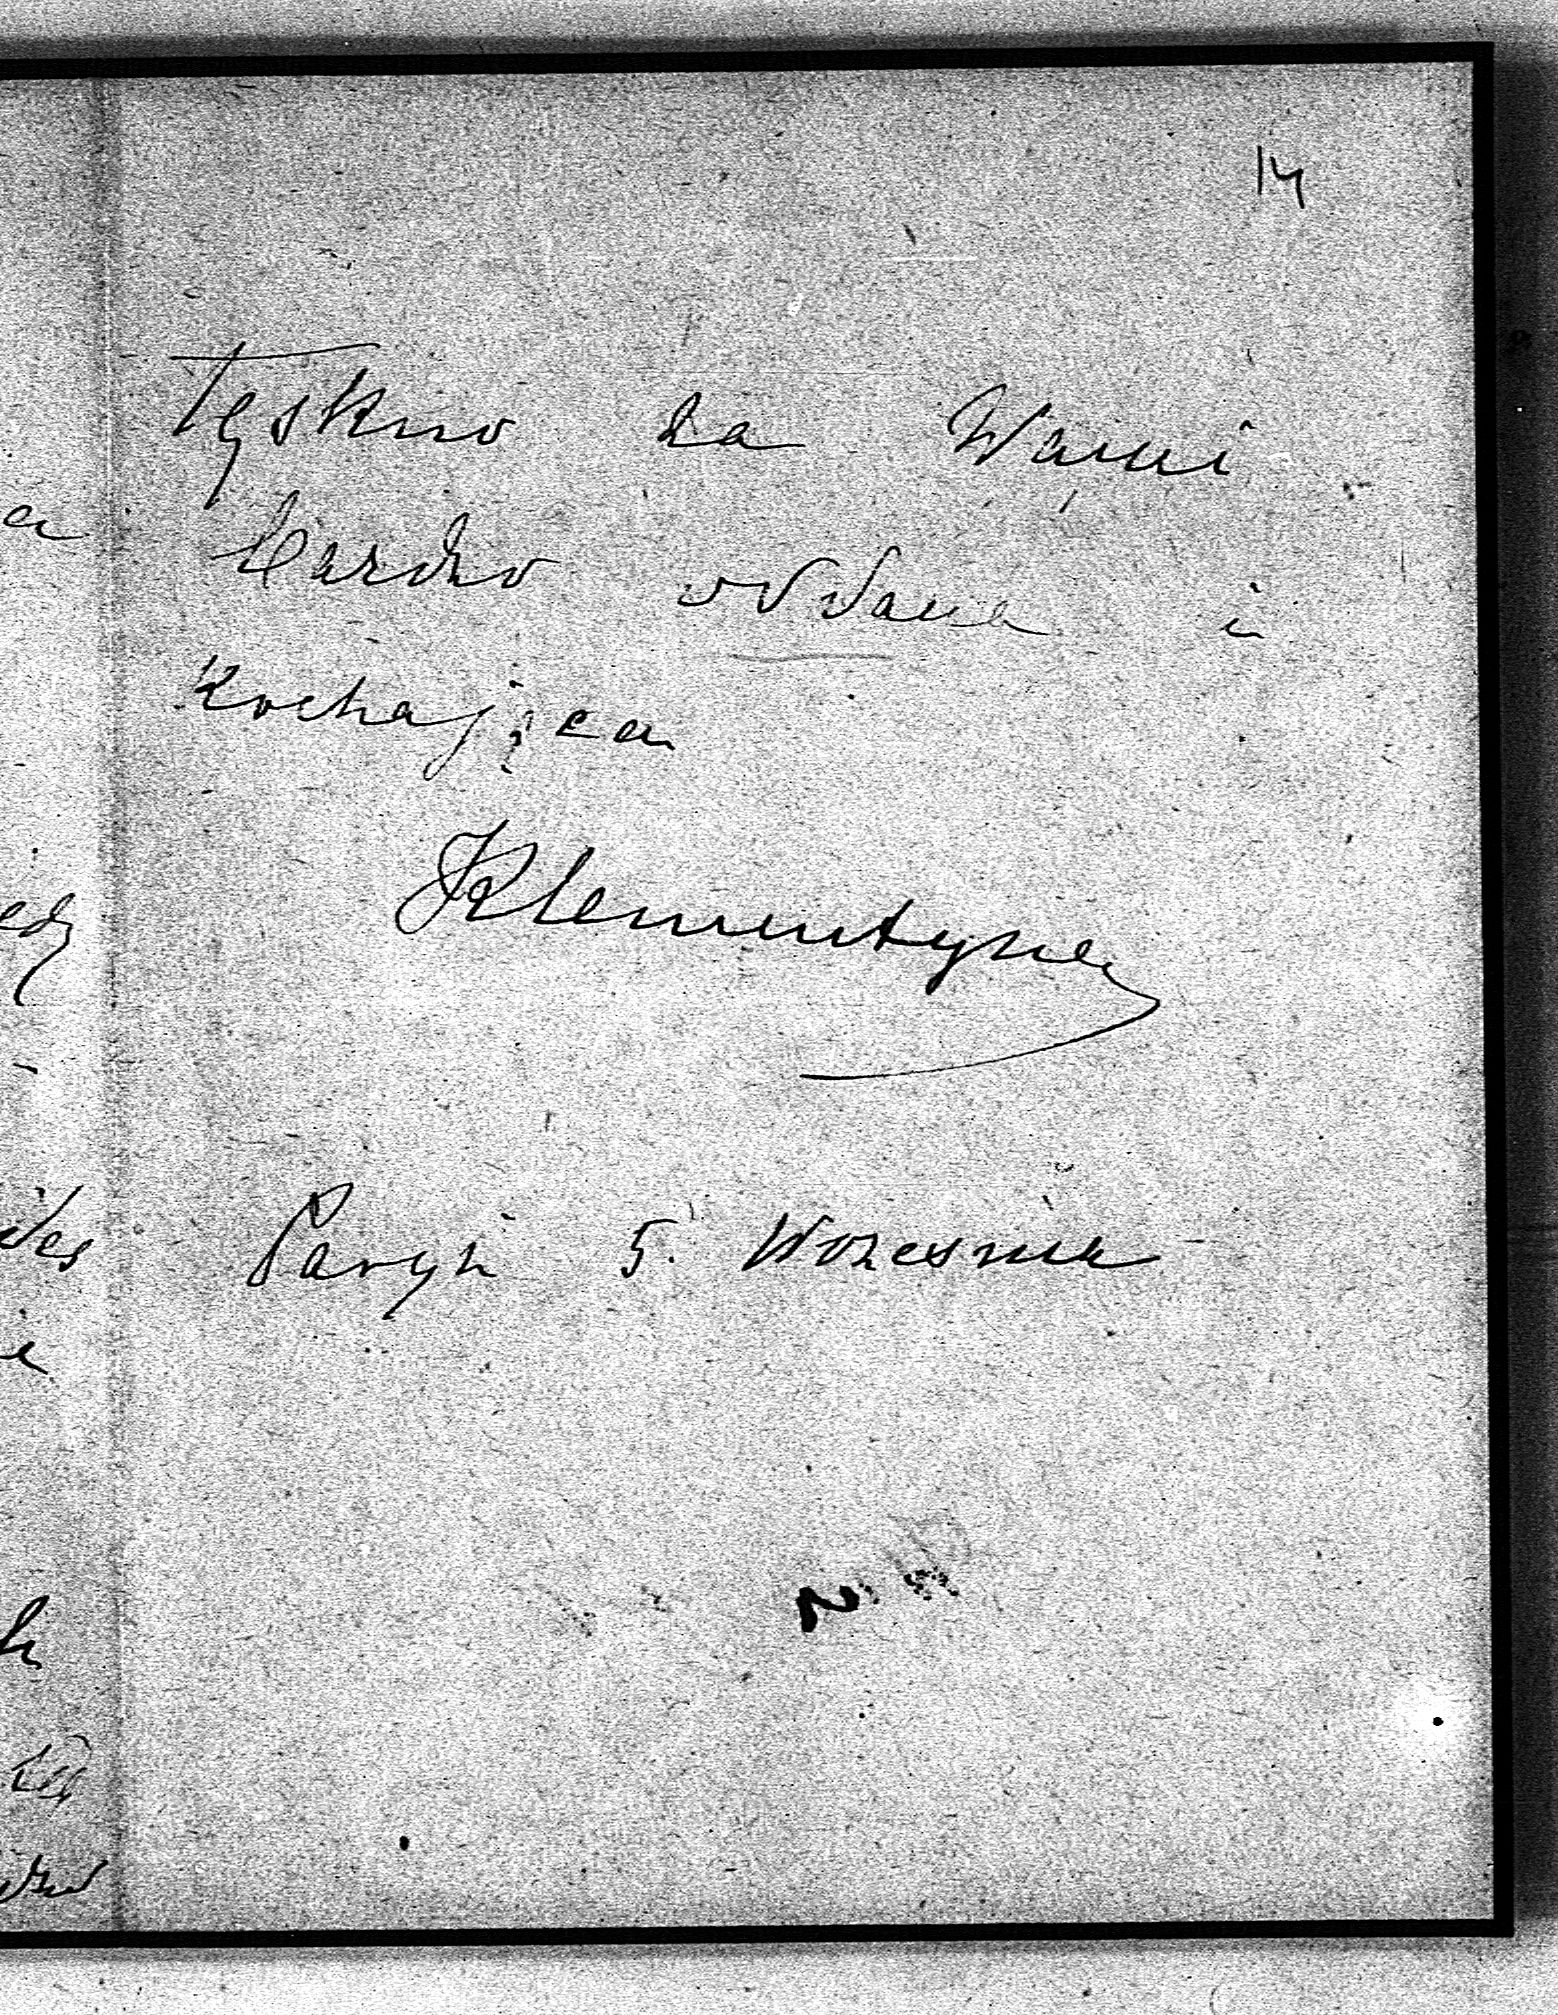 14
Tęskno za Wami
bardzo oddana i
Kochająca
Klementyna
Paryż 5. Września